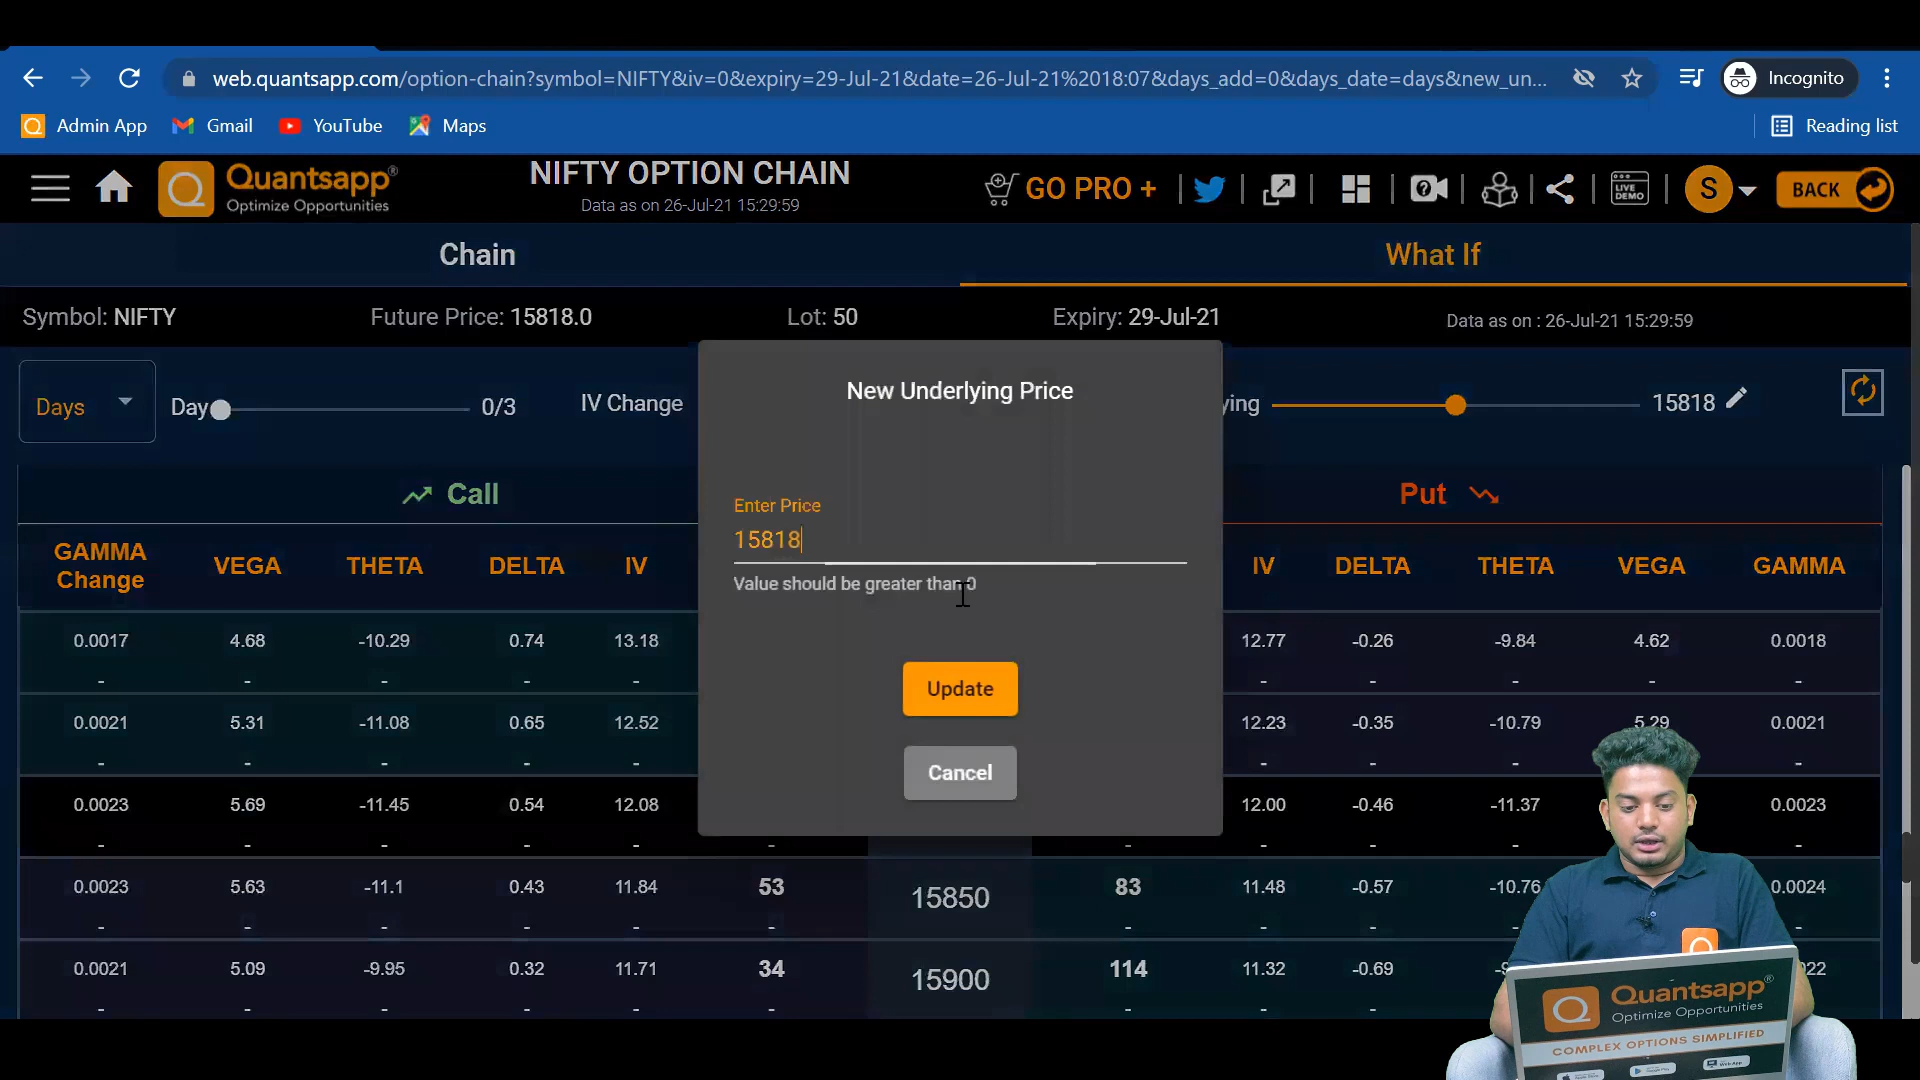 web.quantsapp.com/option-chain?symbol=NIFTY&iv=0&expiry=29-Jul-21&date=26-Jul-21%2018:07&days_add=0&days_date=days&new_un...
Incognito
Admin App
Gmail
YouTube
Maps
Reading list
Quantsapp®
Optimize Opportunities
NIFTY OPTION CHAIN
Data as on 26-Jul-21 15:29:59
GO PRO +
LIVE DEMO
S
BACK
Chain
What If
Symbol: NIFTY
Future Price: 15818.0
Lot: 50
Expiry: 29-Jul-21
Data as on : 26-Jul-21 15:29:59
Days
Day
0/3
IV Change
ying
15818
New Underlying Price
Enter Price
15818
Value should be greater than 0
Update
Cancel
Call
Put
GAMMA Change VEGA THETA DELTA IV
IV DELTA THETA VEGA GAMMA
0.0017 4.68 -10.29 0.74 13.18 12.77 -0.26 -9.84 4.62 0.0018
- - - - - - - - - -
0.0021 5.31 -11.08 0.65 12.52 12.23 -0.35 -10.79 5.29 0.0021
- - - - - - - - -
0.0023 5.69 -11.45 0.54 12.08 12.00 -0.46 -11.37 0.0023
- - - - - - - - - - -
0.0023 5.63 -11.1 0.43 11.84 53 15850 83 11.48 -0.57 -10.76 0.0024
- - - - - - - - - -
0.0021 5.09 -9.95 0.32 11.71 34 15900 114 11.32 -0.69
- - - - - - - - -
Quantsapp®
Optimize Opportunities
COMPLEX OPTIONS SIMPLIFIED